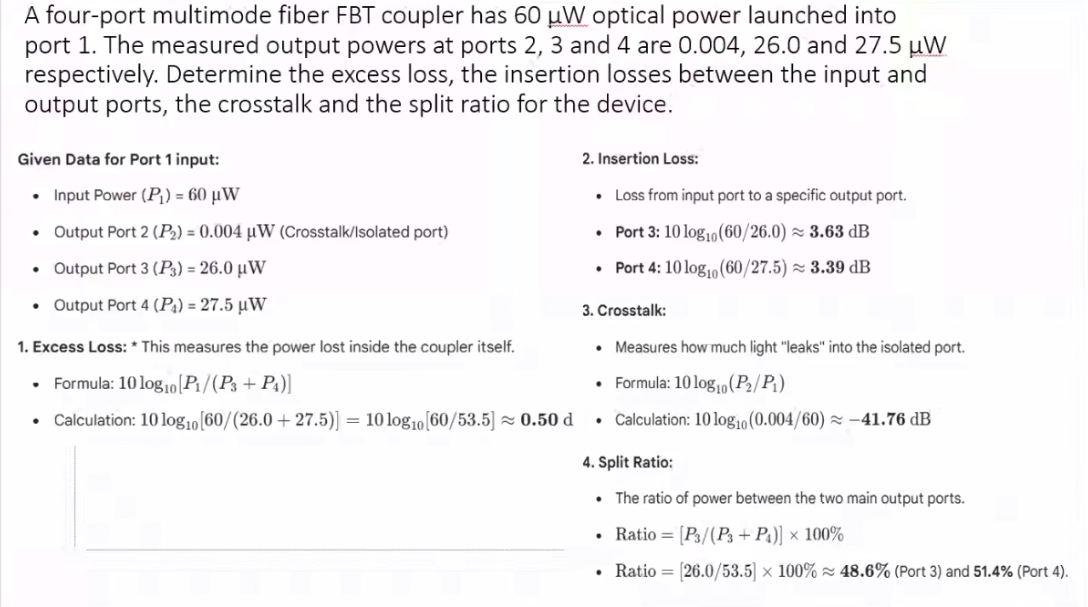 A four-port multimode fiber FBT coupler has 60 μW optical power launched into
port 1. The measured output powers at ports 2, 3 and 4 are 0.004, 26.0 and 27.5 μW
respectively. Determine the excess loss, the insertion losses between the input and
output ports, the crosstalk and the split ratio for the device.
Given Data for Port 1 input:
• Input Power (P₁) = 60 μW
• Output Port 2 (P₂) = 0.004 μW (Crosstalk/Isolated port)
• Output Port 3 (P₃) = 26.0 μW
• Output Port 4 (P₄) = 27.5 μW
1. Excess Loss: * This measures the power lost inside the coupler itself.
• Formula: 10 log₁₀[P₁/(P₃ + P₄)]
• Calculation: 10 log₁₀[60/(26.0 + 27.5)] = 10 log₁₀[60/53.5] ≈ 0.50 d
2. Insertion Loss:
• Loss from input port to a specific output port.
• Port 3: 10 log₁₀(60/26.0) ≈ 3.63 dB
• Port 4: 10 log₁₀(60/27.5) ≈ 3.39 dB
3. Crosstalk:
• Measures how much light "leaks" into the isolated port.
• Formula: 10 log₁₀(P₂/P₁)
• Calculation: 10 log₁₀(0.004/60) ≈ −41.76 dB
4. Split Ratio:
• The ratio of power between the two main output ports.
• Ratio = [P₃/(P₃ + P₄)] × 100%
• Ratio = [26.0/53.5] × 100% ≈ 48.6% (Port 3) and 51.4% (Port 4).